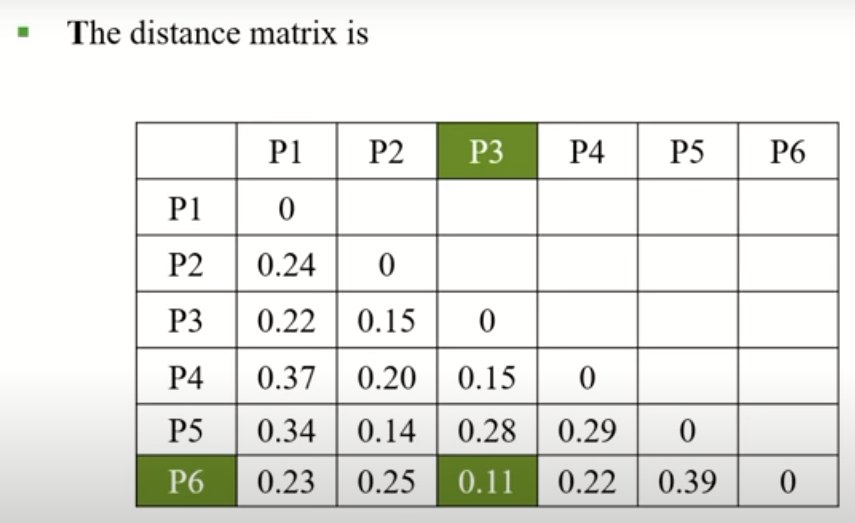 The distance matrix is
P1 P2 P3 P4 P5 P6
P1 0
P2 0.24 0
P3 0.22 0.15 0
P4 0.37 0.20 0.15 0
P5 0.34 0.14 0.28 0.29 0
P6 0.23 0.25 0.11 0.22 0.39 0